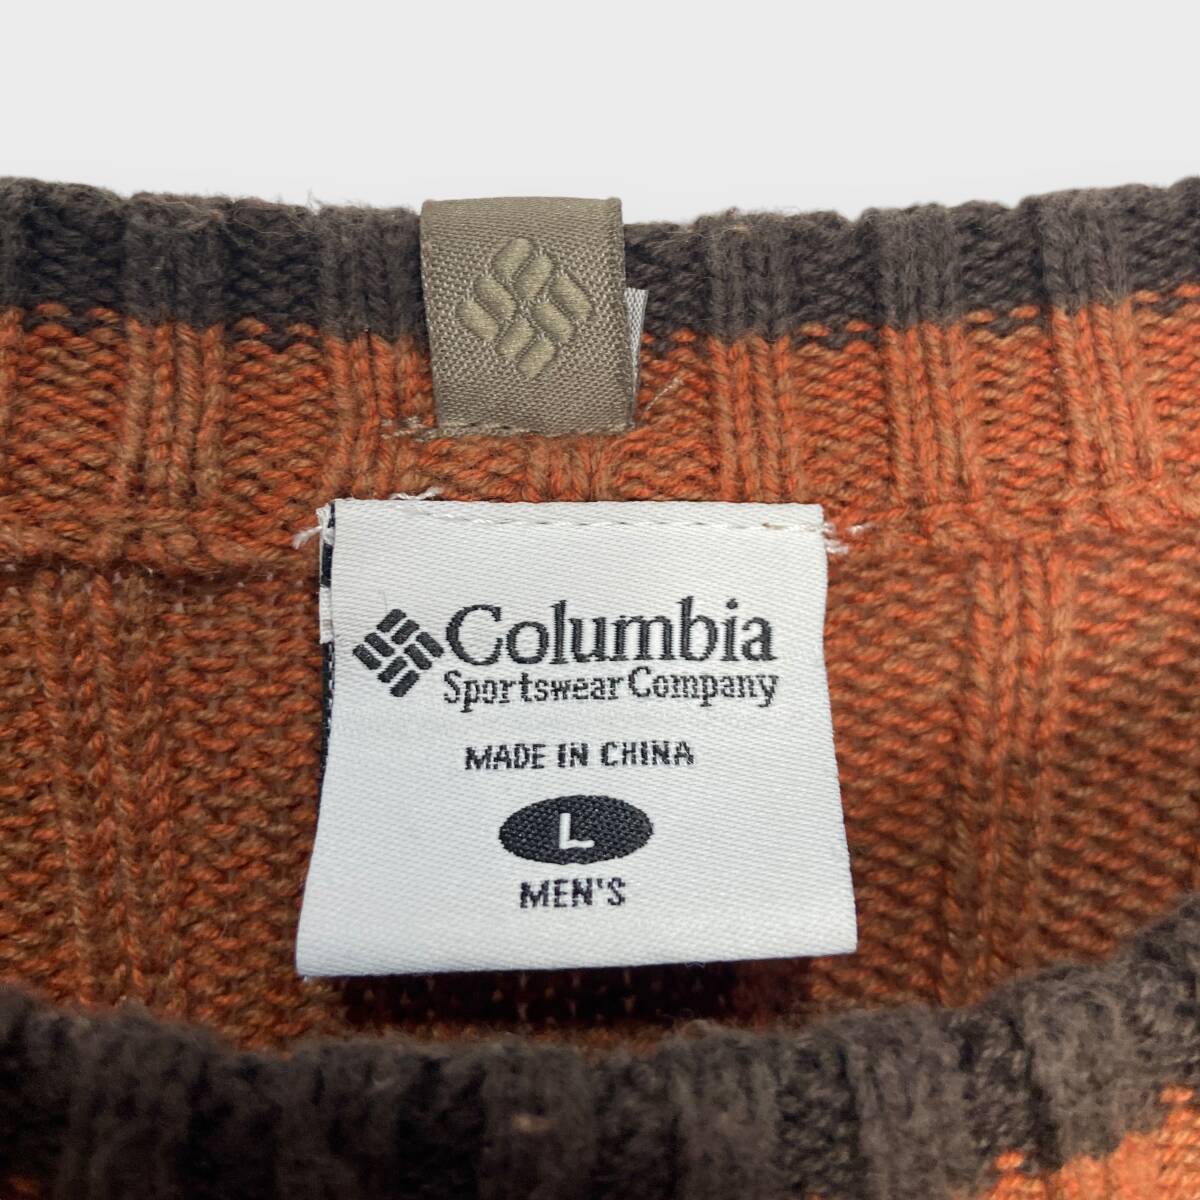 Columbia
Sportswear Company
MADE IN CHINA
L
MEN'S